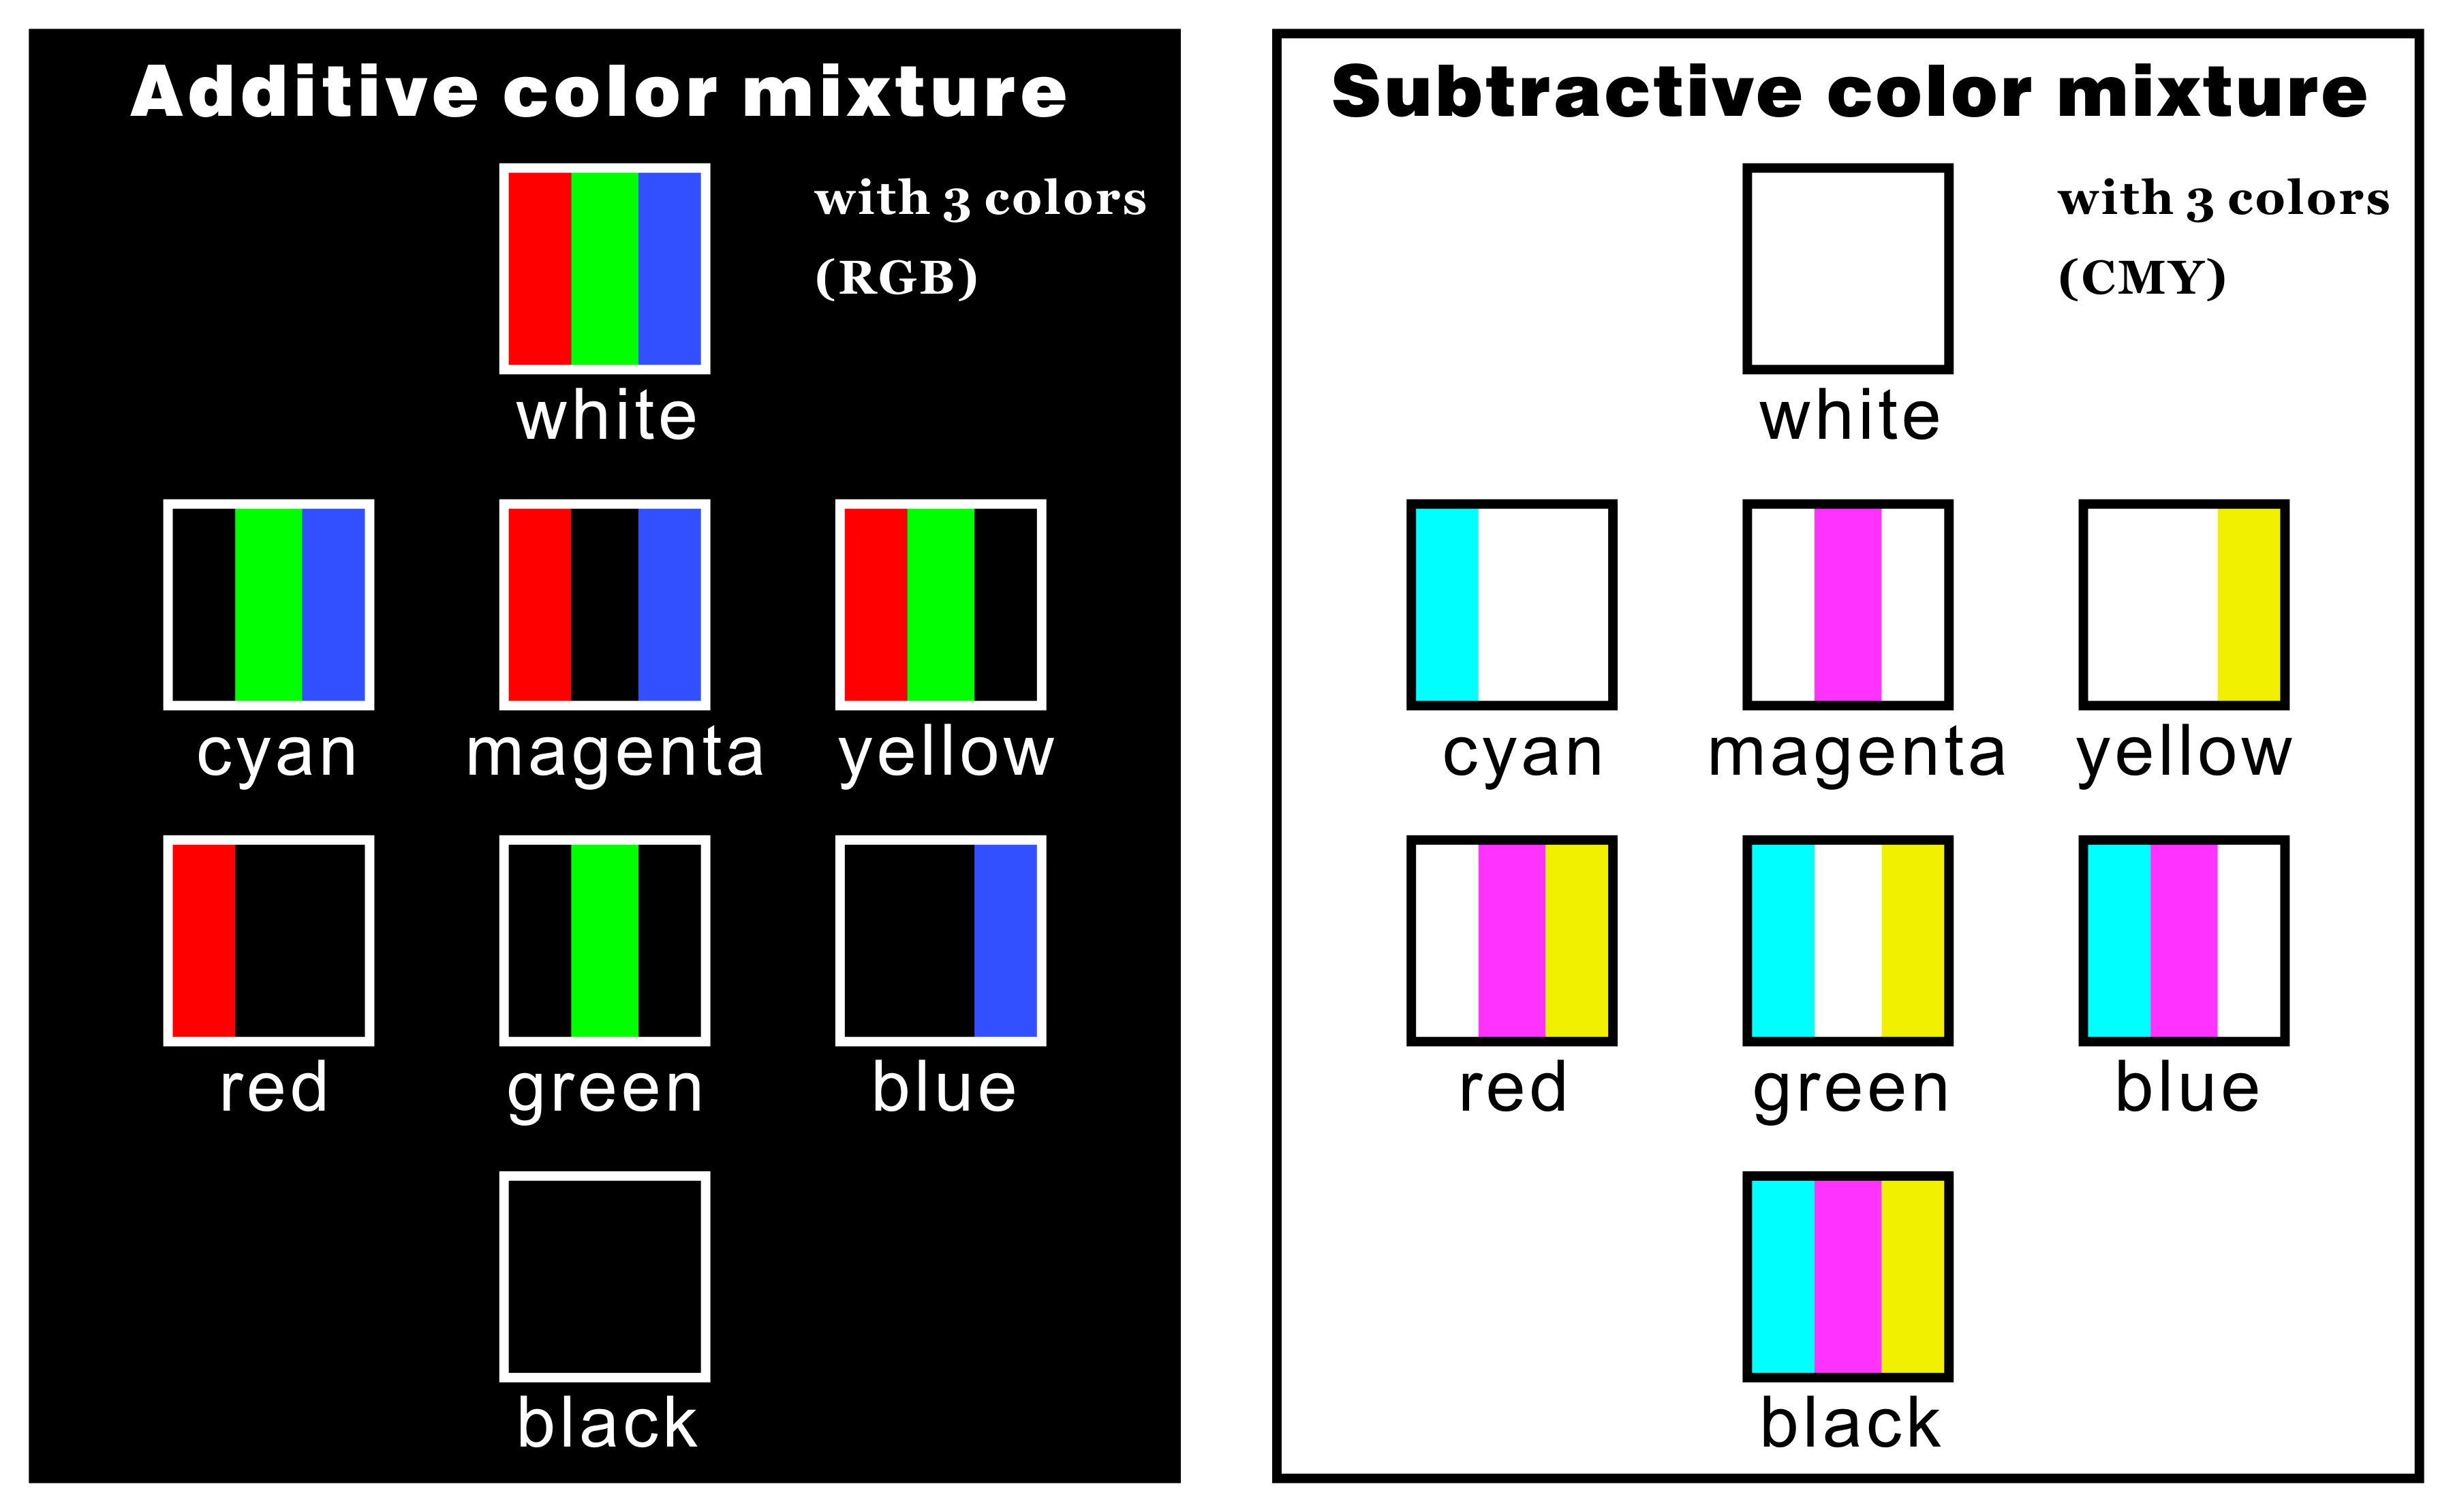 Additive color mixture
with 3 colors
(RGB)
white
cyan magenta yellow
red green blue
black
Subtractive color mixture
with 3 colors
(CMY)
white
cyan magenta yellow
red green blue
black